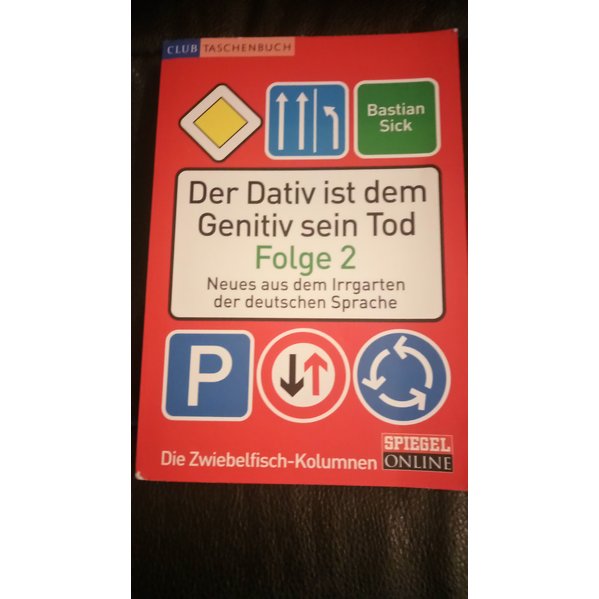 CLUB TASCHENBUCH
Bastian
Sick
Der Dativ ist dem
Genitiv sein Tod
Folge 2
Neues aus dem Irrgarten
der deutschen Sprache
P
Die Zwiebelfisch-Kolumnen
SPIEGEL
ONLINE